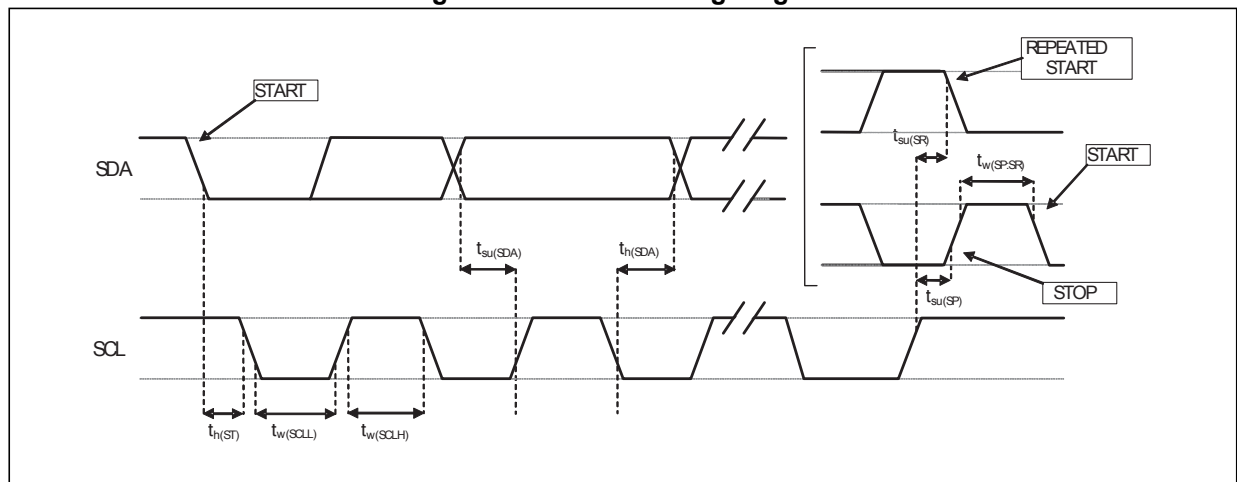 REPEATED
START
START
t_su(SR)
t_w(SP:SR)
START
SDA
t_su(SDA)
t_h(SDA)
t_su(SP)
STOP
SCL
t_h(ST)
t_w(SCLL)
t_w(SCLH)